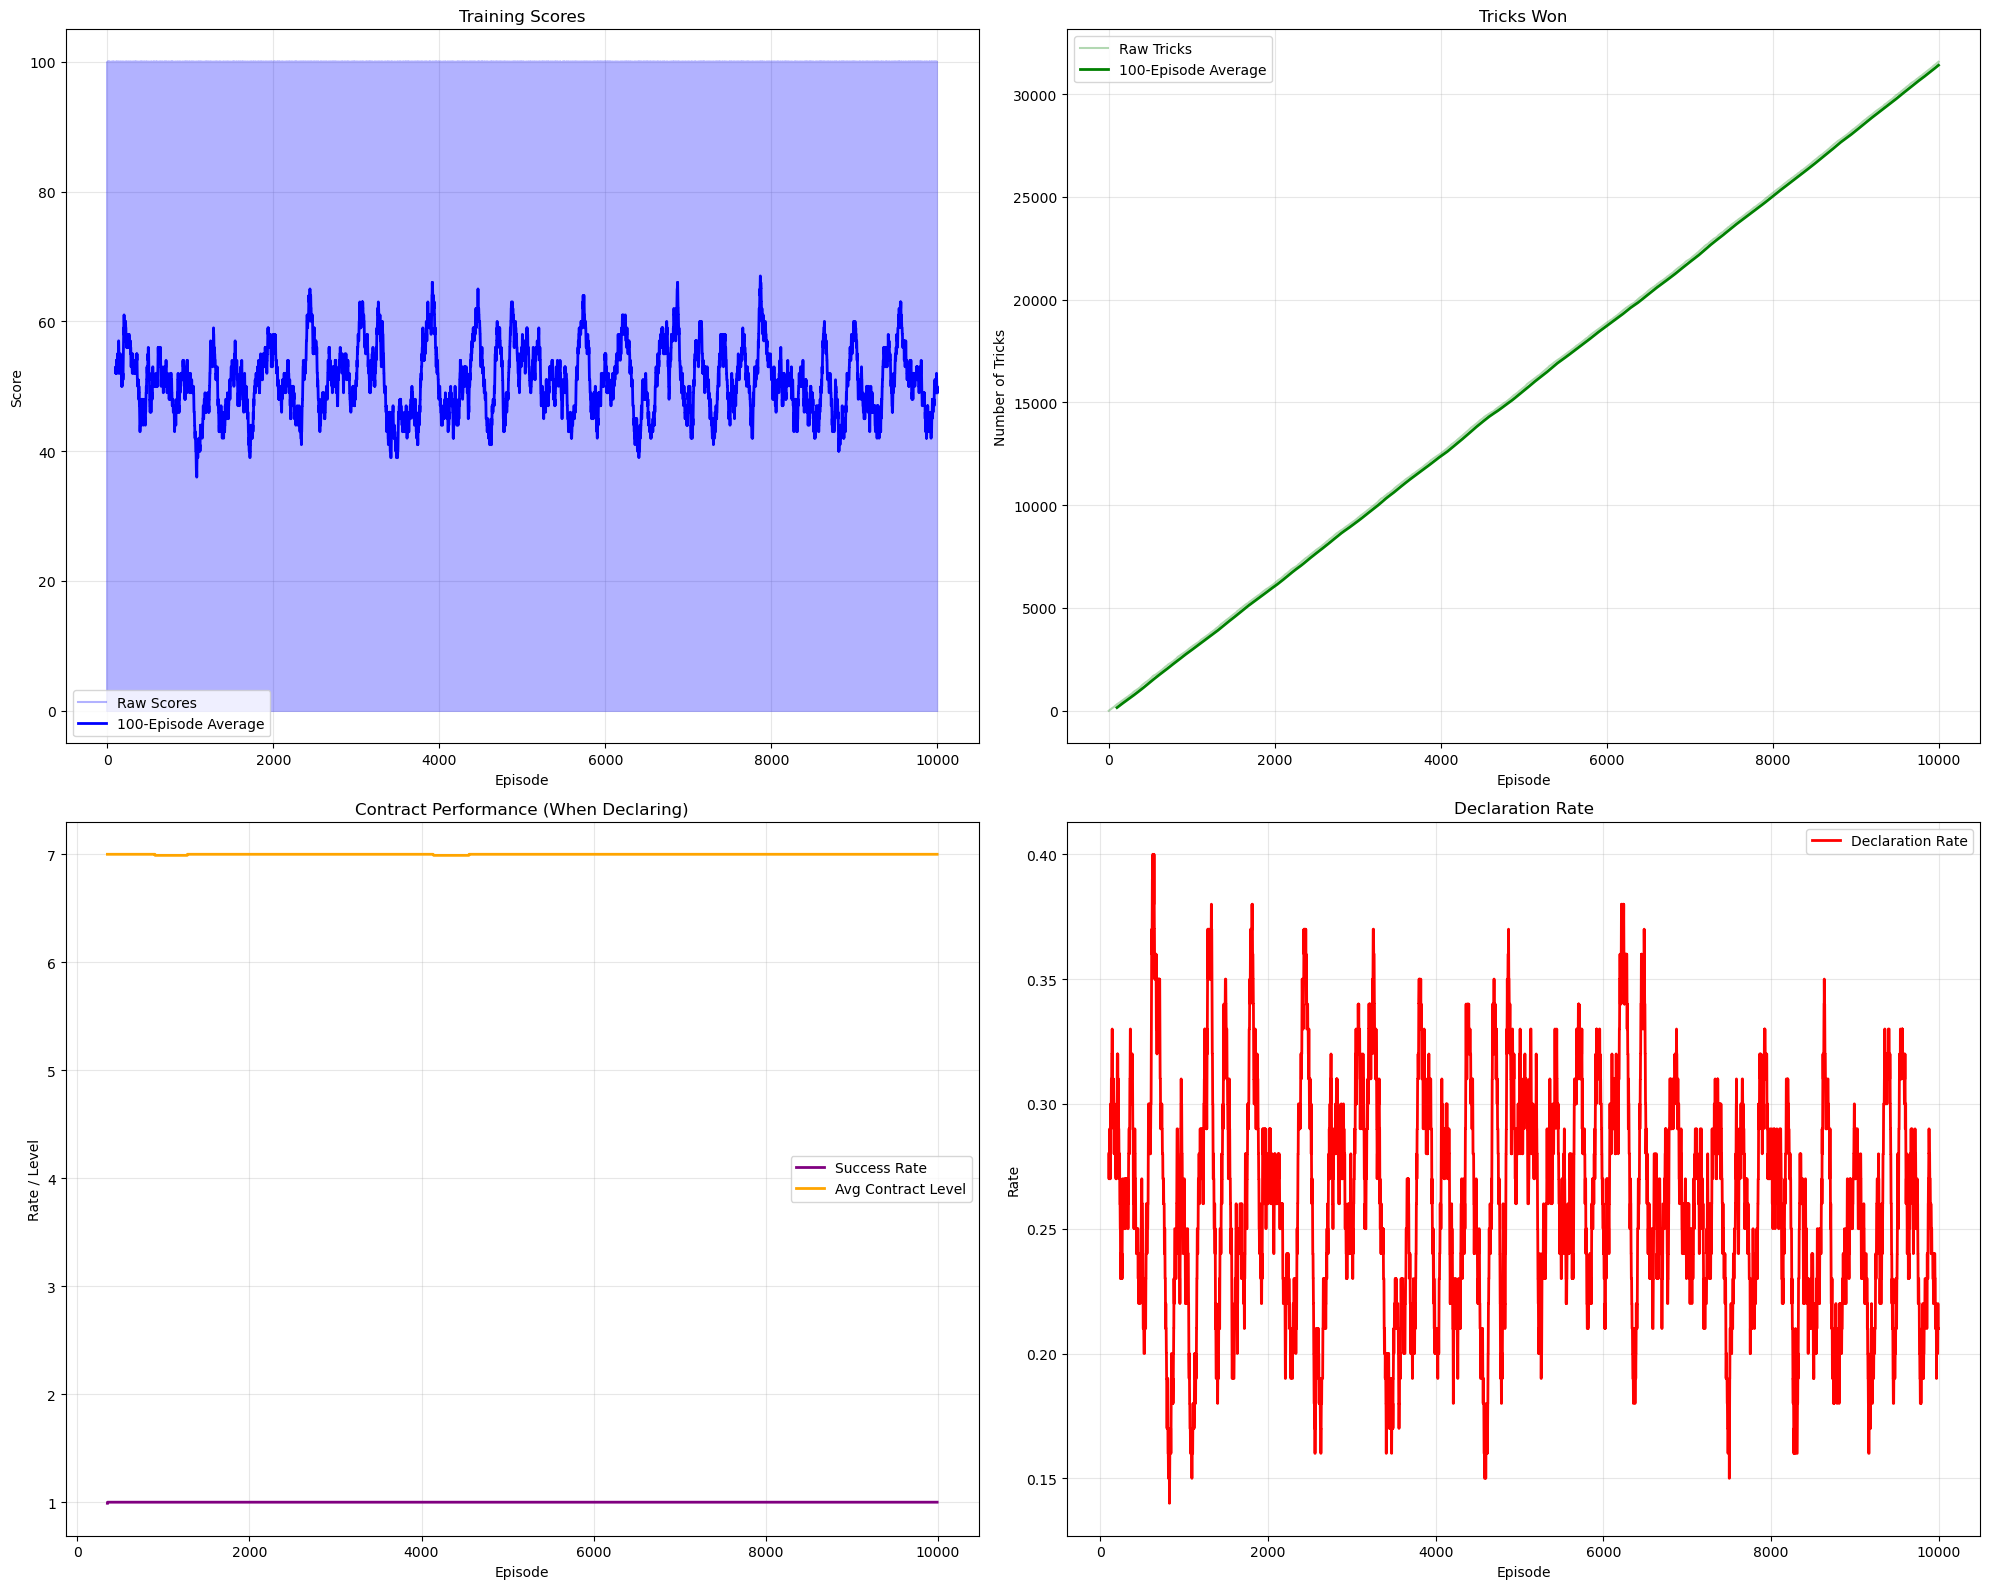 Training Scores
100
80
60
40
20
0
Score
Raw Scores
100-Episode Average
0 2000 4000 6000 8000 10000
Episode
Tricks Won
Raw Tricks
100-Episode Average
30000
25000
20000
15000
10000
5000
0
Number of Tricks
0 2000 4000 6000 8000 10000
Episode
Contract Performance (When Declaring)
7
6
5
4
3
2
1
Rate / Level
Success Rate
Avg Contract Level
0 2000 4000 6000 8000 10000
Episode
Declaration Rate
Declaration Rate
0.40
0.35
0.30
0.25
0.20
0.15
Rate
0 2000 4000 6000 8000 10000
Episode